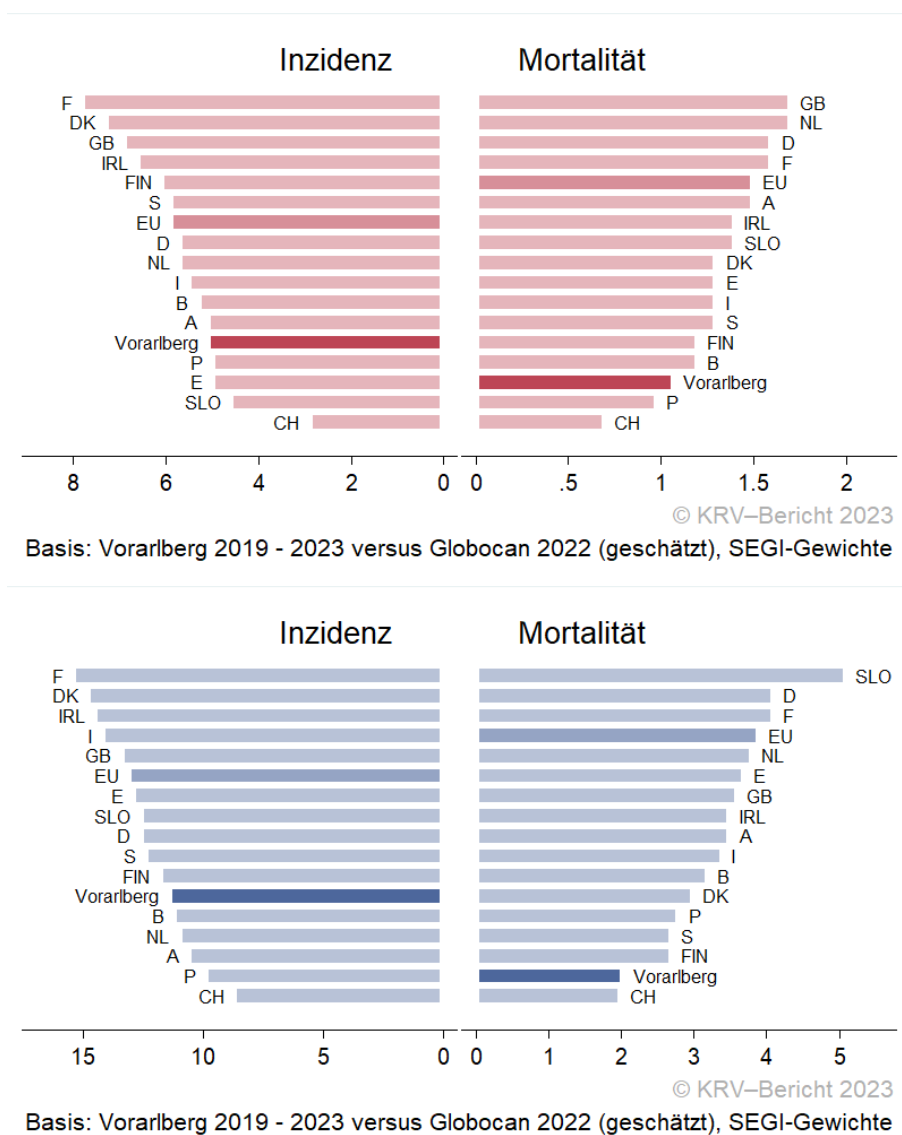 Inzidenz Mortalität
F GB
DK NL
GB D
IRL F
FIN EU
S A
EU IRL
D SLO
NL DK
I E
B I
A S
Vorarlberg FIN
P B
E Vorarlberg
SLO P
CH CH
8 6 4 2 0 0 .5 1 1.5 2
© KRV–Bericht 2023
Basis: Vorarlberg 2019 - 2023 versus Globocan 2022 (geschätzt), SEGI-Gewichte
Inzidenz Mortalität
F SLO
DK D
IRL F
I EU
GB NL
EU E
E GB
SLO IRL
D A
S I
FIN B
Vorarlberg DK
B P
NL S
A FIN
P Vorarlberg
CH CH
15 10 5 0 0 1 2 3 4 5
© KRV–Bericht 2023
Basis: Vorarlberg 2019 - 2023 versus Globocan 2022 (geschätzt), SEGI-Gewichte